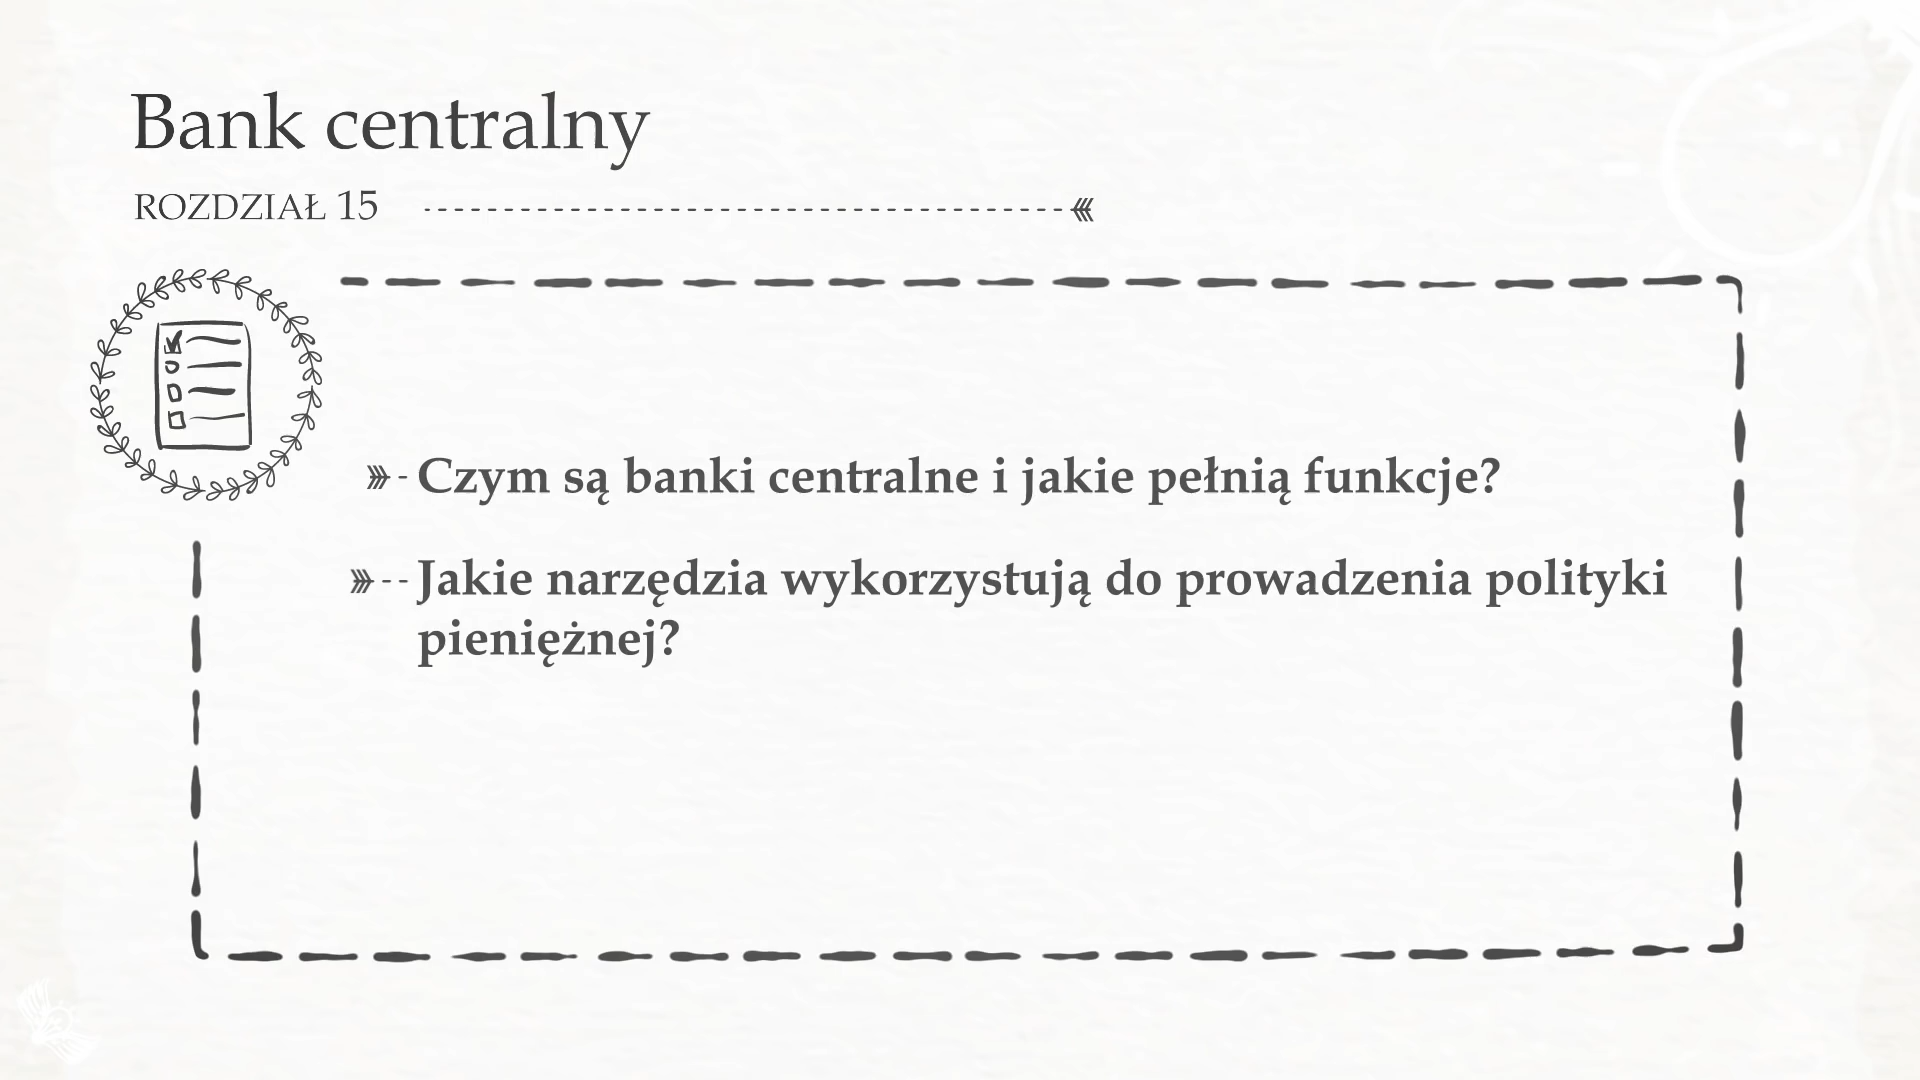 Bank centralny
ROZDZIAŁ 15
Czym są banki centralne i jakie pełnią funkcje?
Jakie narzędzia wykorzystują do prowadzenia polityki
pieniężnej?